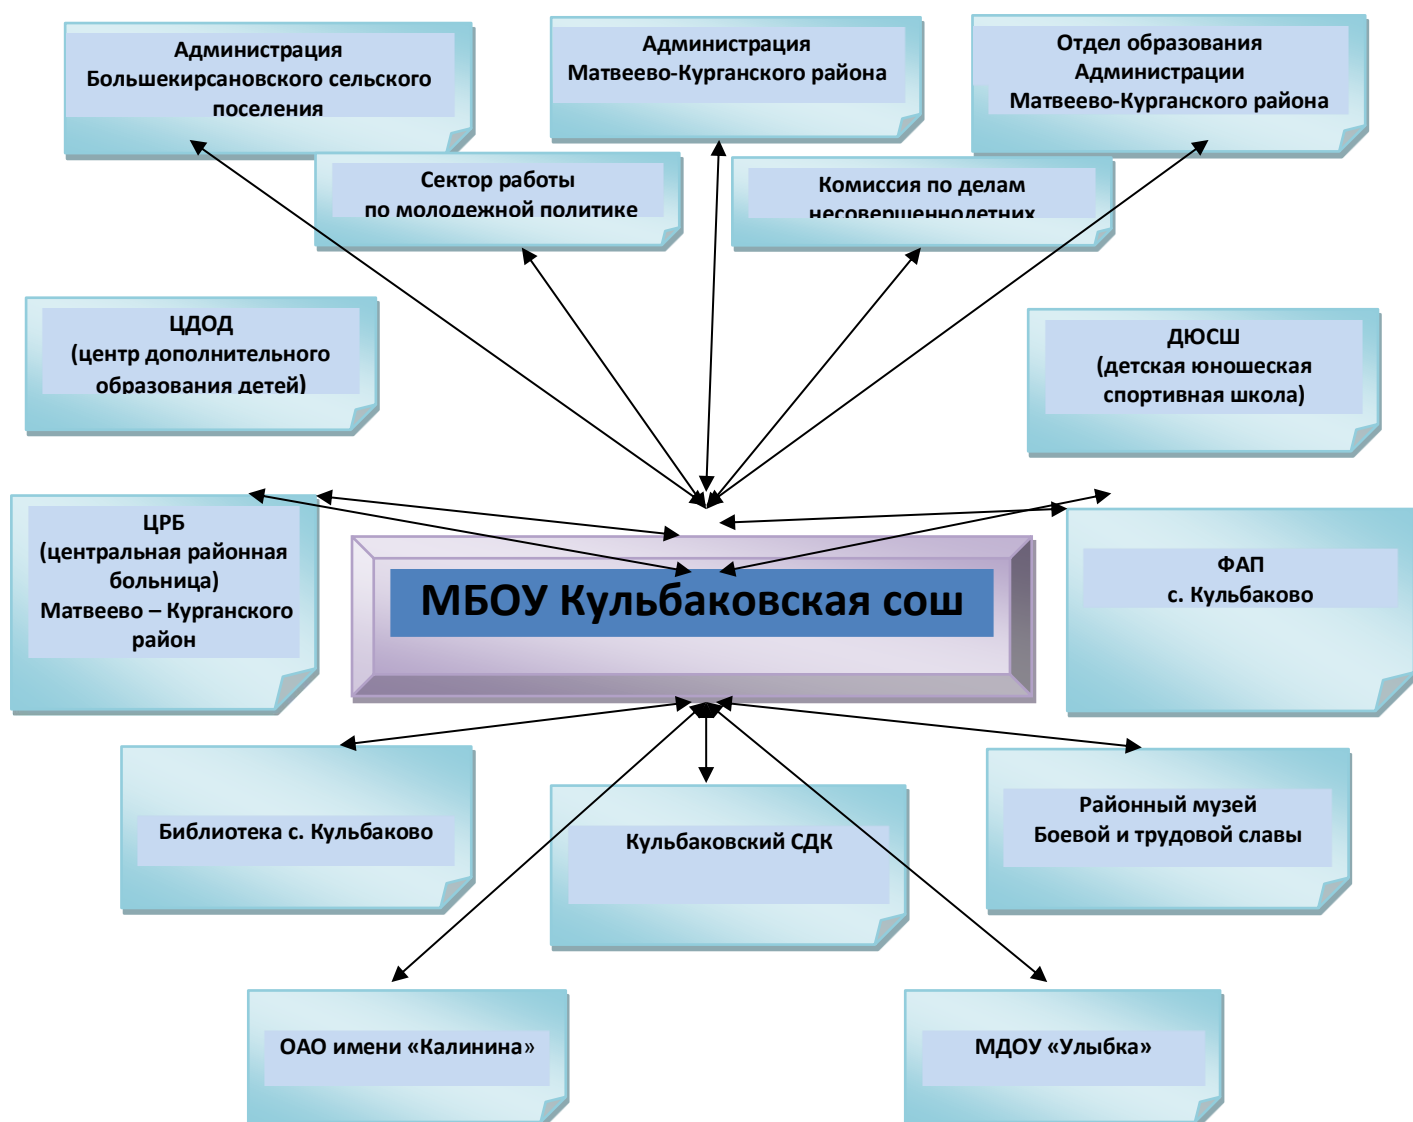 Администрация
Большекирсановского сельского
поселения
Администрация
Матвеево-Курганского района
Отдел образования
Администрации
Матвеево-Курганского района
Сектор работы
по молодежной политике
Комиссия по делам
несовершеннолетних
ЦДОД
(центр дополнительного
образования детей)
ДЮСШ
(детская юношеская
спортивная школа)
ЦРБ
(центральная районная
больница)
Матвеево – Курганского
район
МБОУ Кульбаковская сош
ФАП
с. Кульбаково
Библиотека с. Кульбаково
Кульбаковский СДК
Районный музей
Боевой и трудовой славы
ОАО имени «Калинина»
МДОУ «Улыбка»